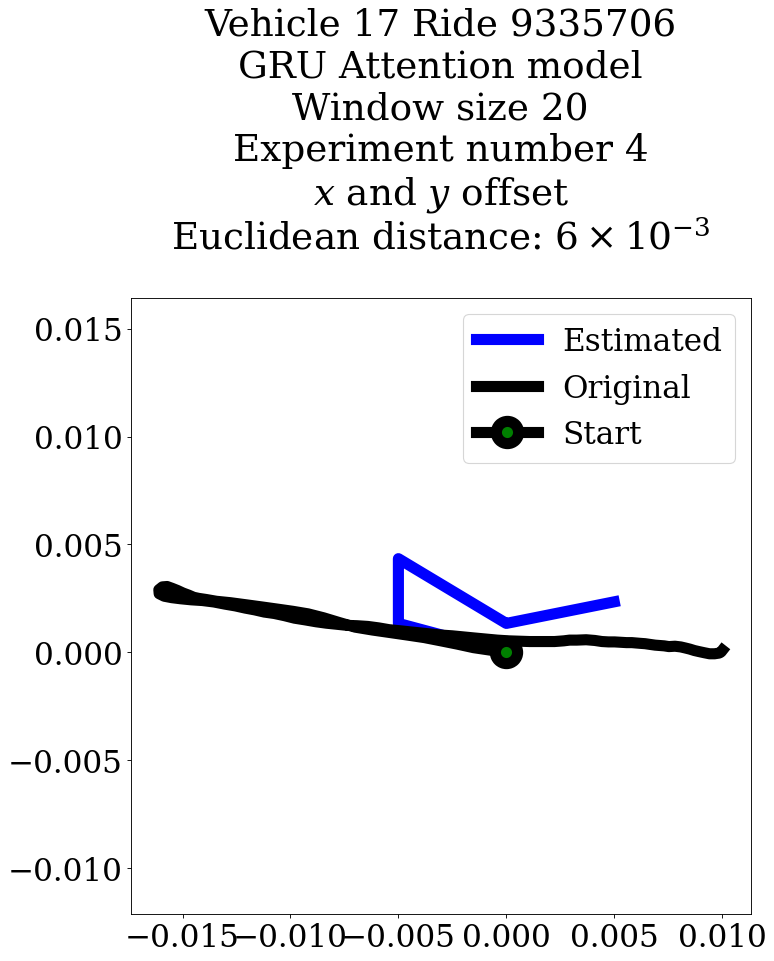 Vehicle 17 Ride 9335706
GRU Attention model
Window size 20
Experiment number 4
x and y offset
Euclidean distance: 6 × 10⁻³
Estimated
Original
Start
0.015
0.010
0.005
0.000
−0.005
−0.010
−0.015 −0.010 −0.005 0.000 0.005 0.010